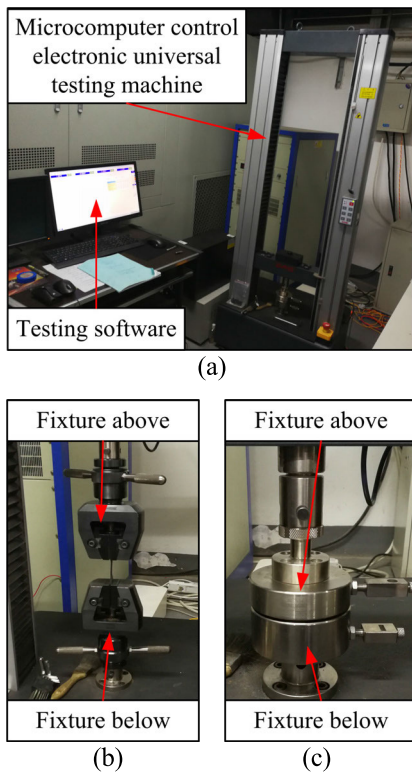 Microcomputer control
electronic universal
testing machine
Testing software
(a)
Fixture above
Fixture above
Fixture below
Fixture below
(b)
(c)